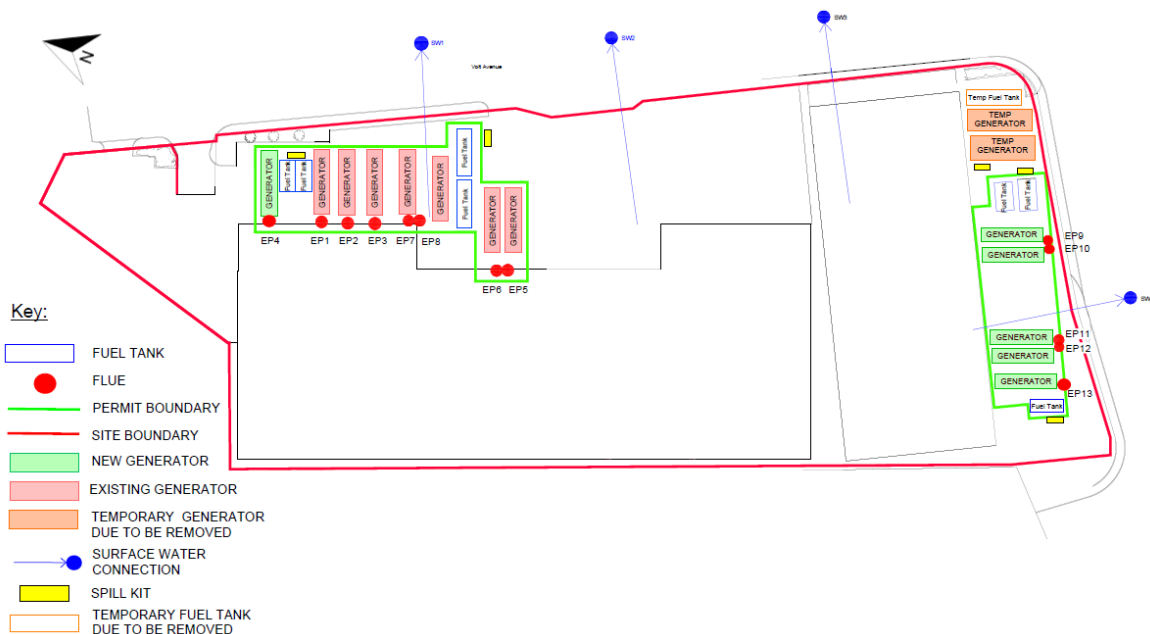 SW3
SW1
SW2
N
Volt Avenue
Temp Fuel Tank
TEMP
GENERATOR
TEMP
GENERATOR
GENERATOR
Fuel Tank
Fuel Tank
GENERATOR
GENERATOR
GENERATOR
GENERATOR
GENERATOR
Fuel Tank
Fuel Tank
GENERATOR
GENERATOR
Fuel Tank
Fuel Tank
EP4
EP1
EP2
EP3
EP7
EP8
EP6
EP5
GENERATOR
EP9
GENERATOR
EP10
SW
GENERATOR
EP11
GENERATOR
EP12
GENERATOR
EP13
Fuel Tank
Key:
FUEL TANK
FLUE
PERMIT BOUNDARY
SITE BOUNDARY
NEW GENERATOR
EXISTING GENERATOR
TEMPORARY GENERATOR
DUE TO BE REMOVED
SURFACE WATER
CONNECTION
SPILL KIT
TEMPORARY FUEL TANK
DUE TO BE REMOVED